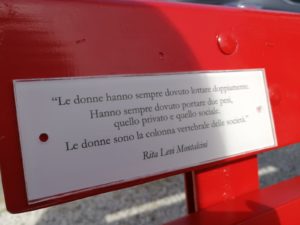 “Le donne hanno sempre dovuto lottare doppiamente.
Hanno sempre dovuto portare due pesi,
quello privato e quello sociale.
Le donne sono la colonna vertebrale delle società.”
Rita Levi Montalcini